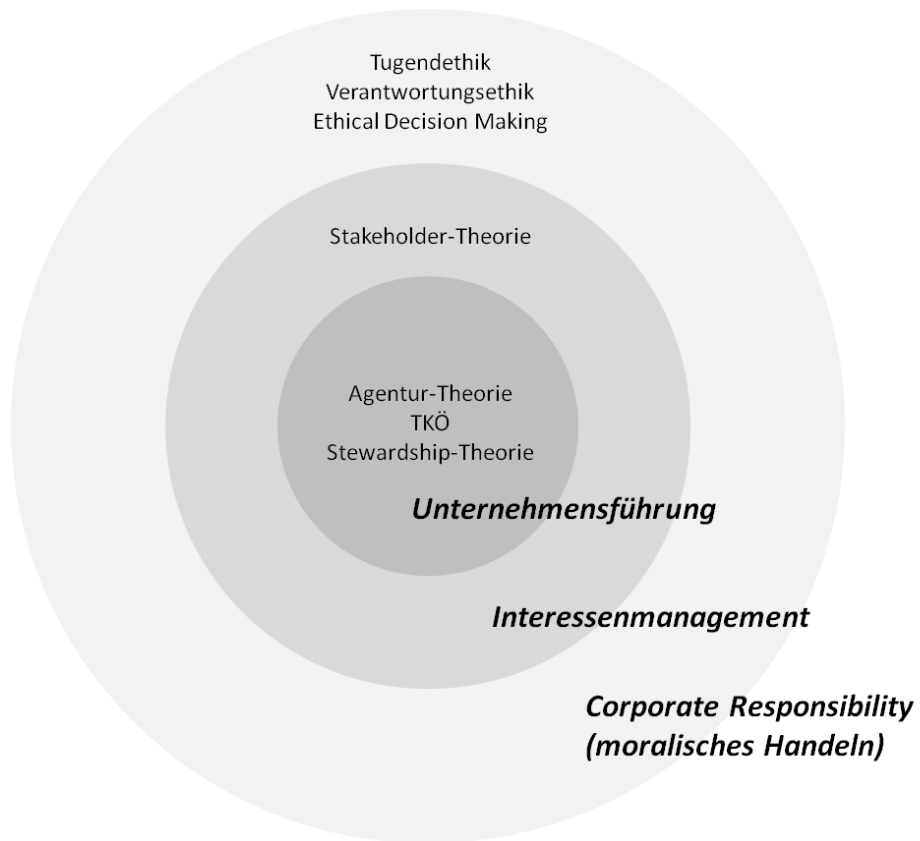 Tugendethik
Verantwortungsethik
Ethical Decision Making
Stakeholder-Theorie
Agentur-Theorie
TKÖ
Stewardship-Theorie
Unternehmensführung
Interessenmanagement
Corporate Responsibility
(moralisches Handeln)